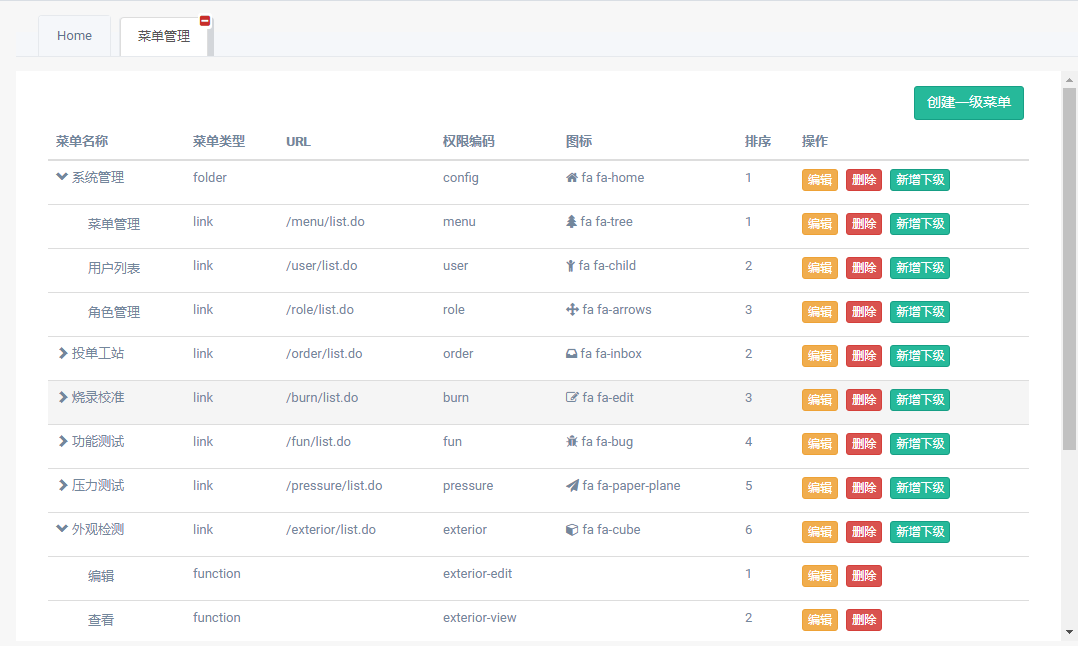 Home 菜单管理
创建一级菜单
菜单名称 菜单类型 URL 权限编码 图标 排序 操作
系统管理 folder config fa fa-home 1 编辑 删除 新增下级
菜单管理 link /menu/list.do menu fa fa-tree 1 编辑 删除 新增下级
用户列表 link /user/list.do user fa fa-child 2 编辑 删除 新增下级
角色管理 link /role/list.do role fa fa-arrows 3 编辑 删除 新增下级
投单工站 link /order/list.do order fa fa-inbox 2 编辑 删除 新增下级
烧录校准 link /burn/list.do burn fa fa-edit 3 编辑 删除 新增下级
功能测试 link /fun/list.do fun fa fa-bug 4 编辑 删除 新增下级
压力测试 link /pressure/list.do pressure fa fa-paper-plane 5 编辑 删除 新增下级
外观检测 link /exterior/list.do exterior fa fa-cube 6 编辑 删除 新增下级
编辑 function exterior-edit 1 编辑 删除
查看 function exterior-view 2 编辑 删除